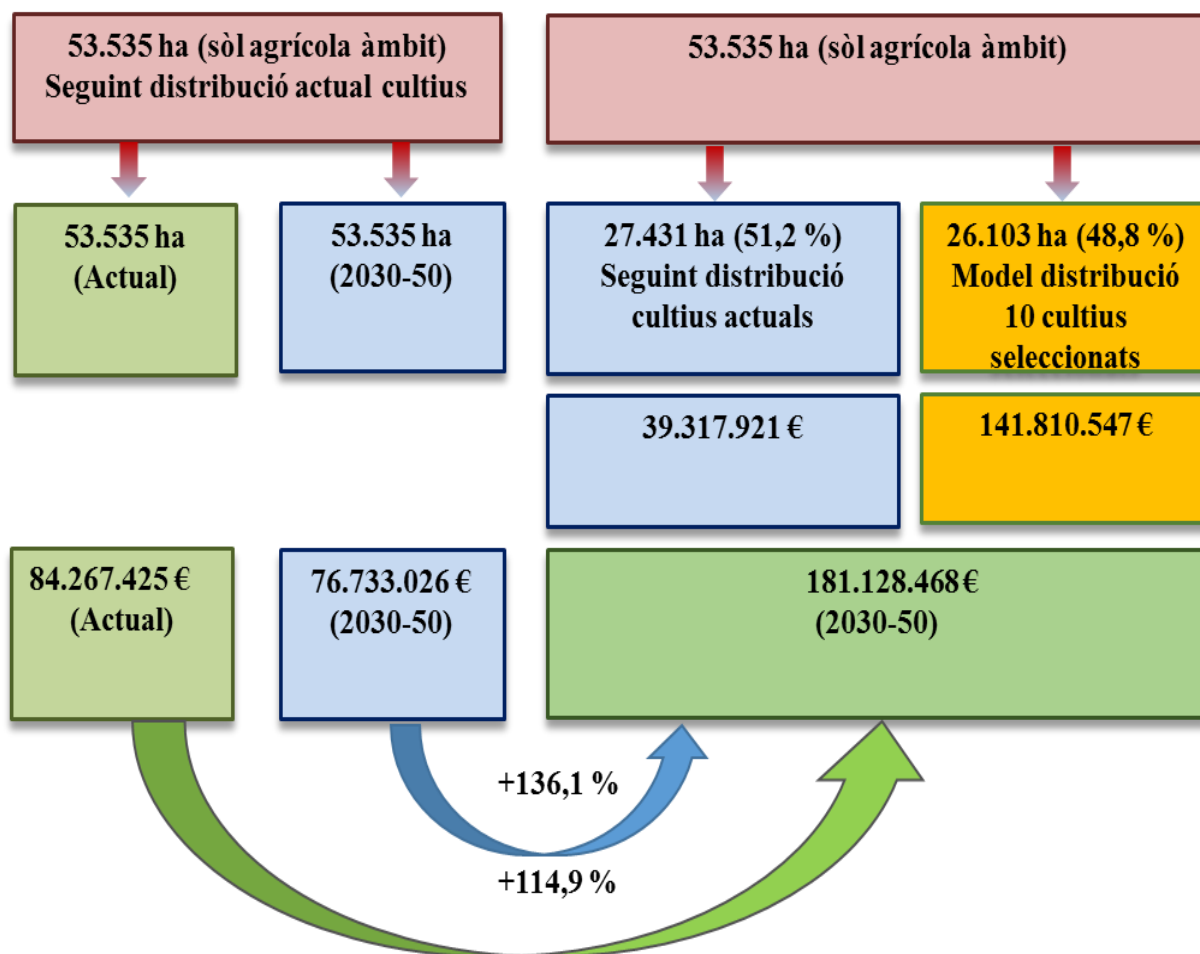 53.535 ha (sòl agrícola àmbit)
Seguint distribució actual cultius
53.535 ha (sòl agrícola àmbit)
53.535 ha
(Actual)
53.535 ha
(2030-50)
27.431 ha (51,2 %)
Seguint distribució
cultius actuals
26.103 ha (48,8 %)
Model distribució
10 cultius
seleccionats
39.317.921 €
141.810.547 €
84.267.425 €
(Actual)
76.733.026 €
(2030-50)
181.128.468 €
(2030-50)
+136,1 %
+114,9 %